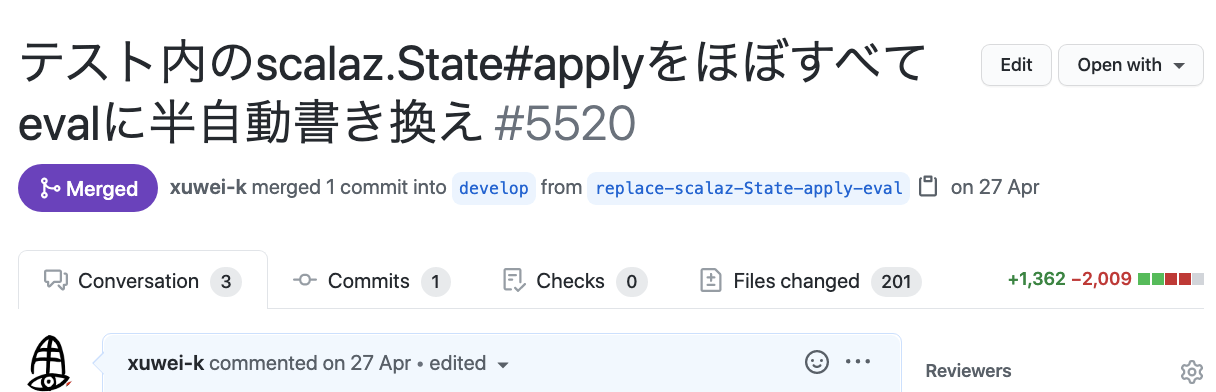 テスト内のscalaz.State#applyをほぼすべて
evalに半自動書き換え #5520
Edit
Open with
Merged
xuwei-k merged 1 commit into develop from replace-scalaz-State-apply-eval on 27 Apr
Conversation 3
Commits 1
Checks 0
Files changed 201
+1,362 −2,009
xuwei-k commented on 27 Apr • edited
Reviewers